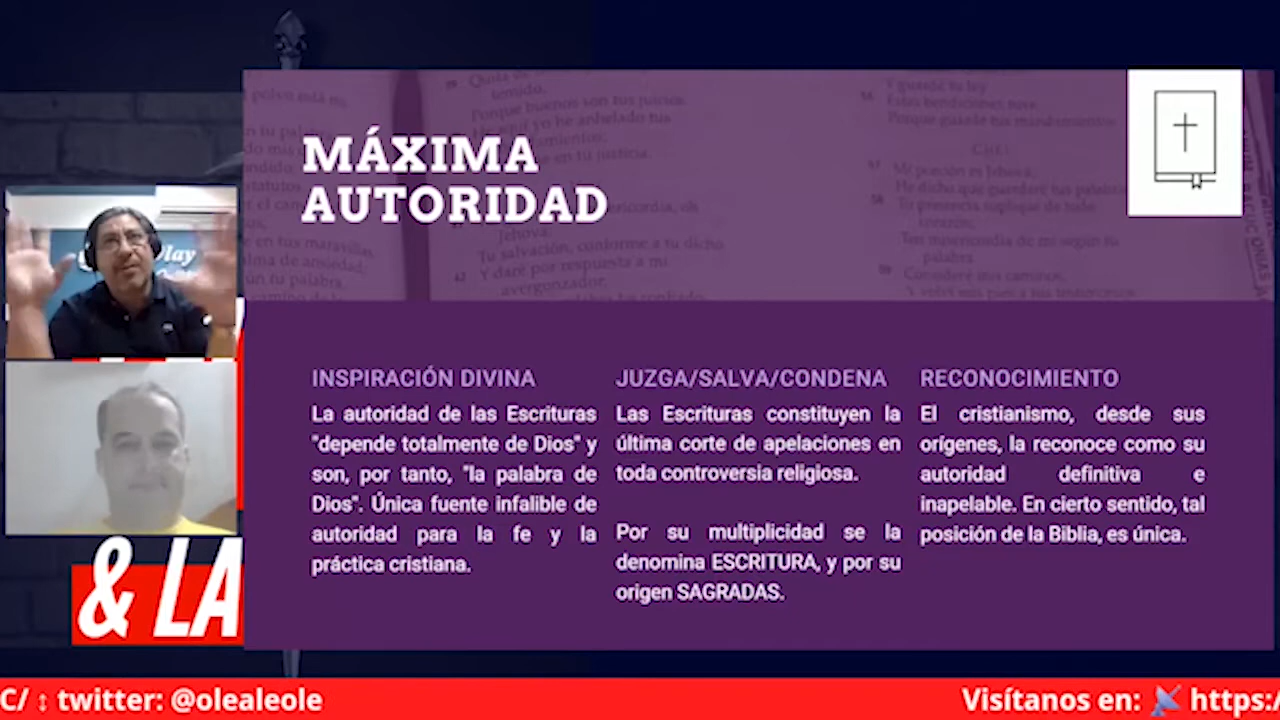 MÁXIMA
AUTORIDAD
INSPIRACIÓN DIVINA
La autoridad de las Escrituras
"depende totalmente de Dios" y
son, por tanto, "la palabra de
Dios". Única fuente infalible de
autoridad para la fe y la
práctica cristiana.
JUZGA/SALVA/CONDENA
Las Escrituras constituyen la
última corte de apelaciones en
toda controversia religiosa.
Por su multiplicidad se la
denomina ESCRITURA, y por su
origen SAGRADAS.
RECONOCIMIENTO
El cristianismo, desde sus
orígenes, la reconoce como su
autoridad definitiva e
inapelable. En cierto sentido, tal
posición de la Biblia, es única.
& LA
C/ ↕ twitter: @olealeole
Visítanos en: 📡 https:/